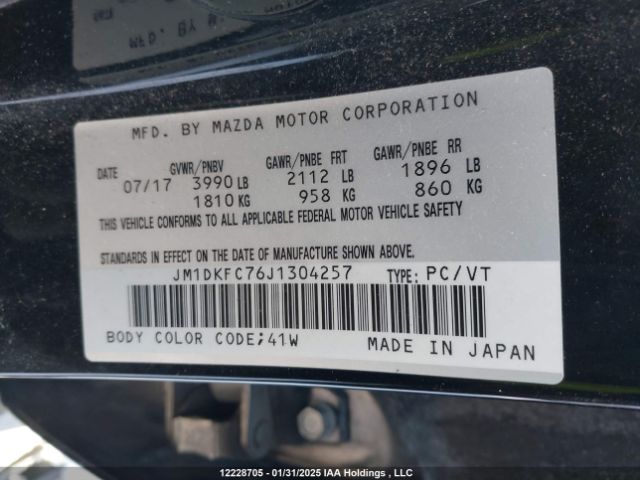 MFD. BY MAZDA MOTOR CORPORATION
DATE GVWR/PNBV GAWR/PNBE FRT GAWR/PNBE RR
07/17 3990 LB 2112 LB 1896 LB
1810 KG 958 KG 860 KG
THIS VEHICLE CONFORMS TO ALL APPLICABLE FEDERAL MOTOR VEHICLE SAFETY
STANDARDS IN EFFECT ON THE DATE OF MANUFACTURE SHOWN ABOVE.
JM1DKFC76J1304257 TYPE: PC/VT
BODY COLOR CODE;41W MADE IN JAPAN
12228705 - 01/31/2025 IAA Holdings , LLC